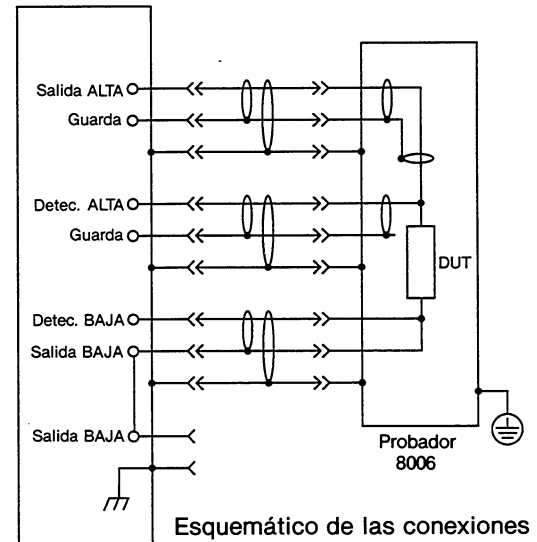 Salida ALTA
Guarda
Detec. ALTA
Guarda
DUT
Detec. BAJA
Salida BAJA
Salida BAJA
Probador
8006
Esquemático de las conexiones